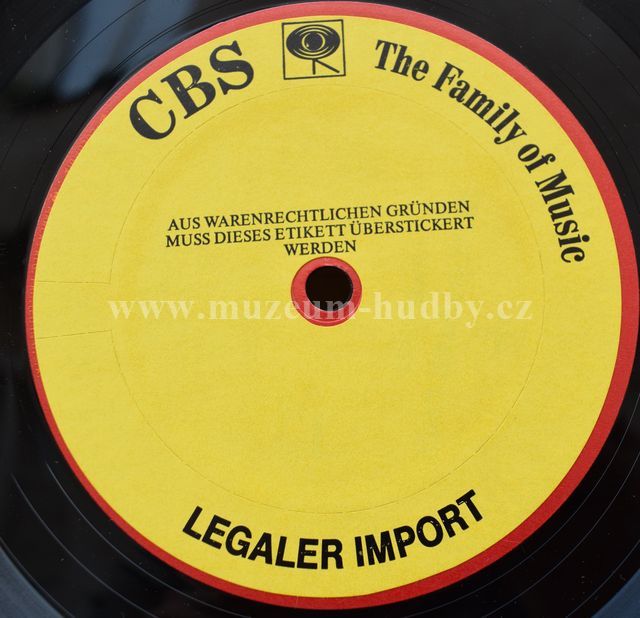 CBS The Family of Music
AUS WARENRECHTLICHEN GRÜNDEN
MUSS DIESES ETIKETT ÜBERSTICKERT
WERDEN
www.muzeum-hudby.cz
LEGALER IMPORT